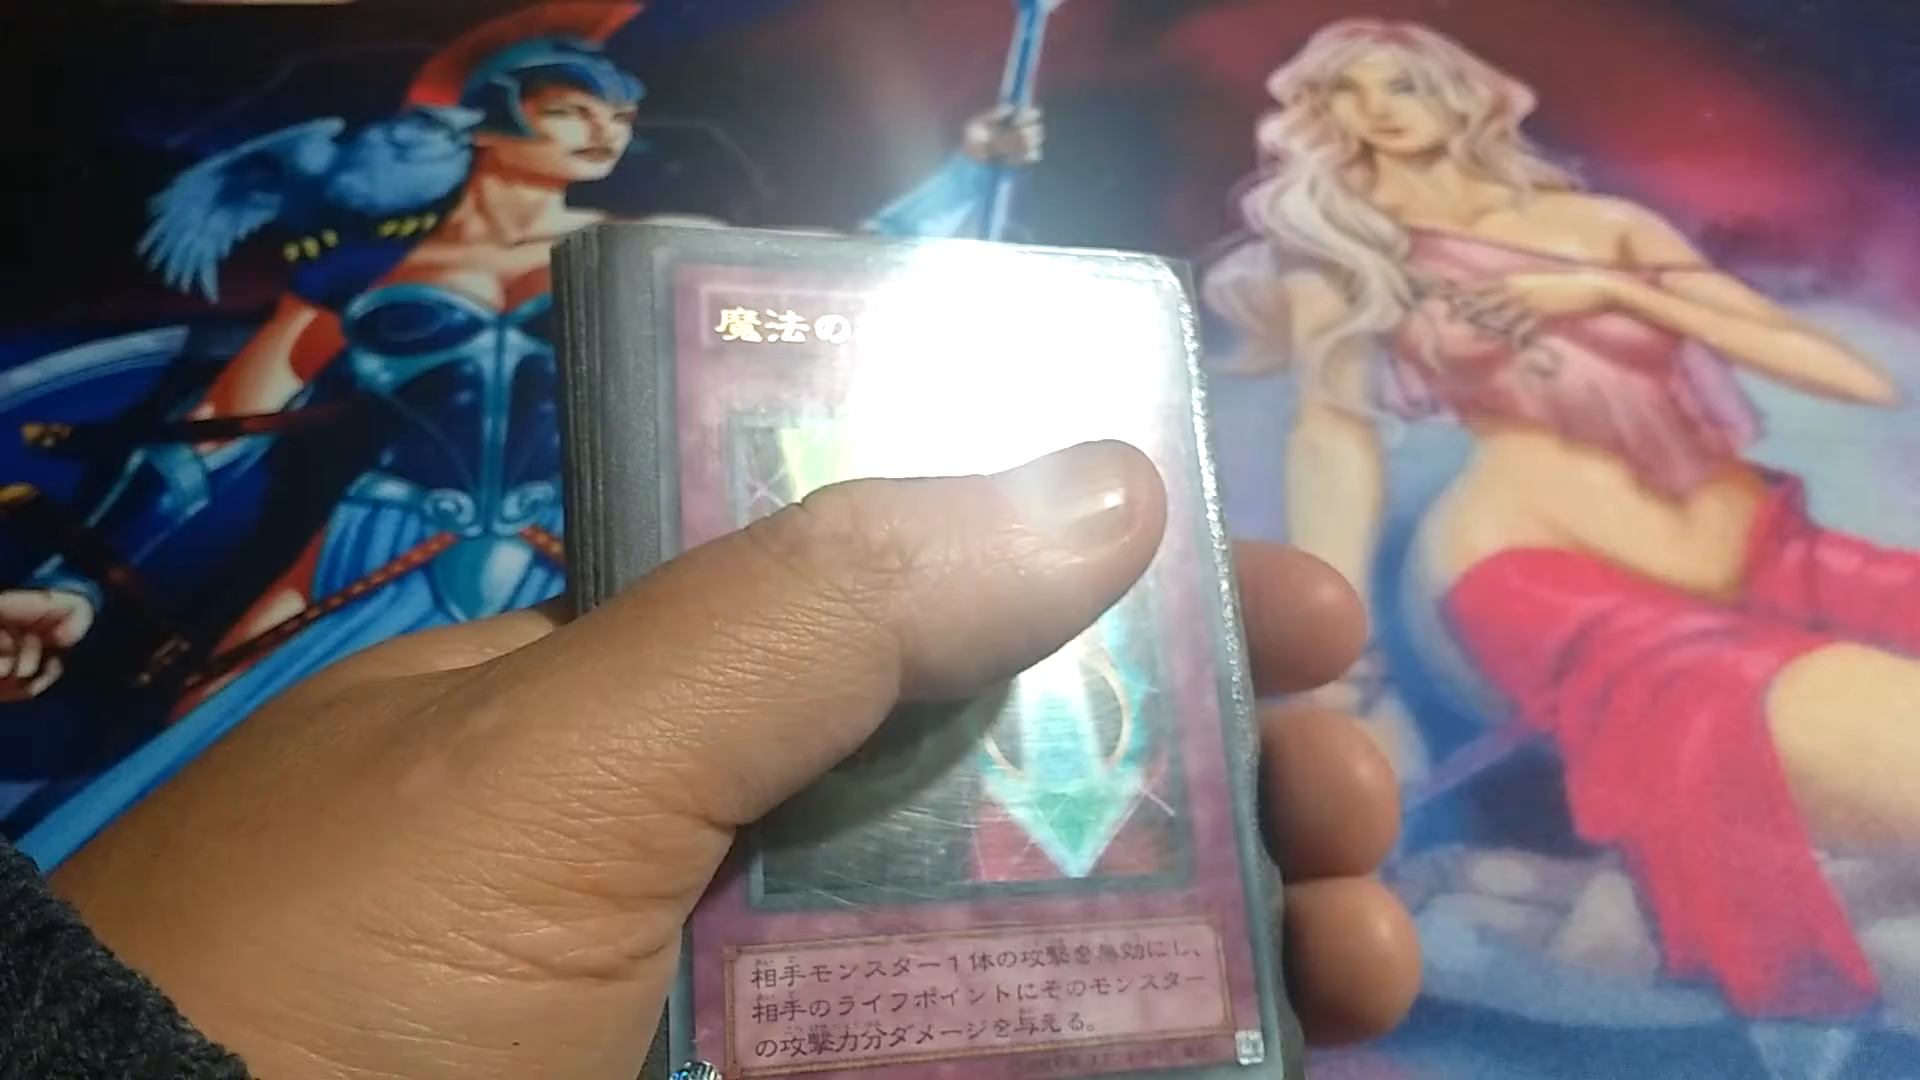 魔法の
相手モンスター1体の攻撃を無効にし、
相手のライフポイントにそのモンスター
の攻撃力分ダメージを与える。